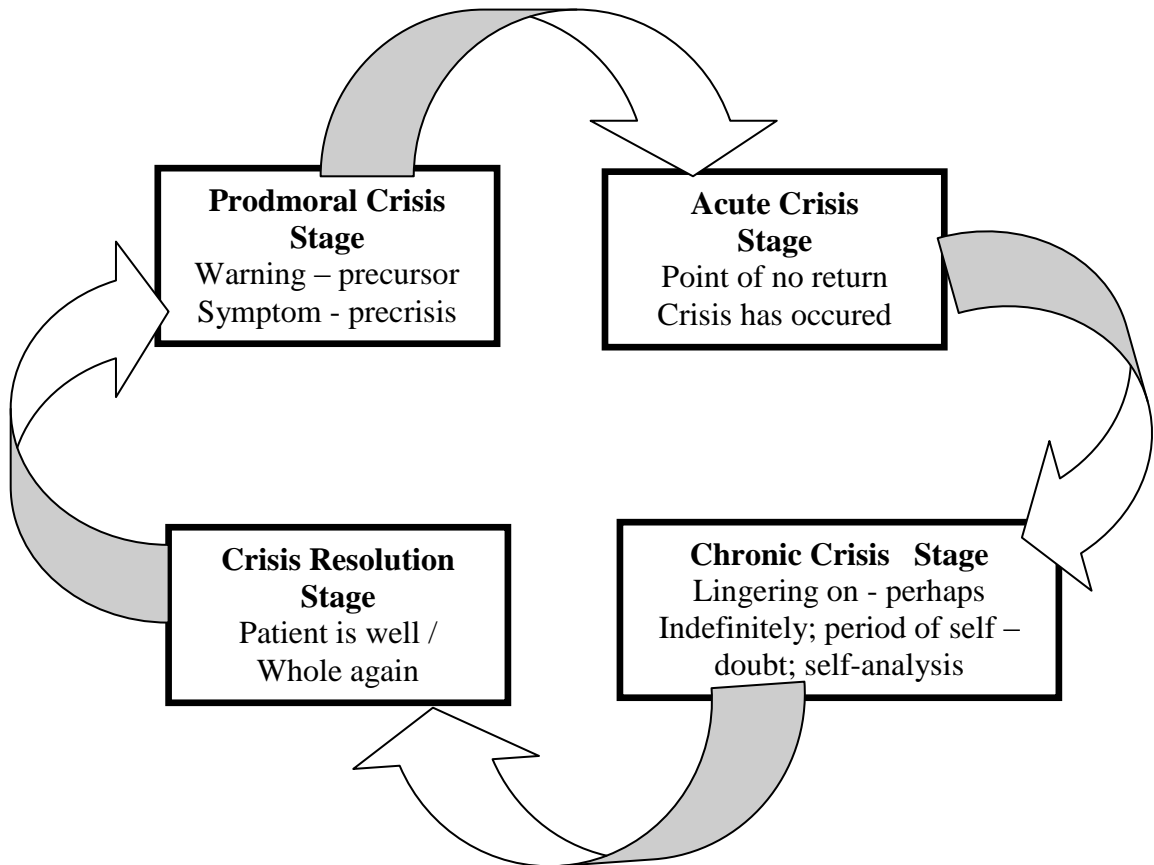 Prodmoral Crisis
Stage
Warning – precursor
Symptom - precrisis
Acute Crisis
Stage
Point of no return
Crisis has occured
Crisis Resolution
Stage
Patient is well /
Whole again
Chronic Crisis Stage
Lingering on - perhaps
Indefinitely; period of self –
doubt; self-analysis